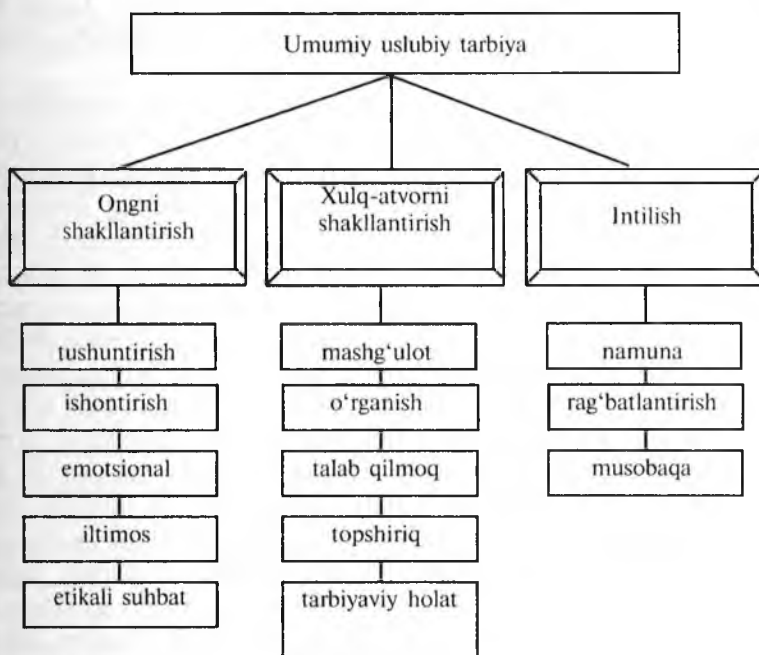 Umumiy uslubiy tarbiya
Ongni
shakllantirish
Xulq-atvorni
shakllantirish
Intilish
tushuntirish
ishontirish
emotsional
iltimos
etikali suhbat
mashg‘ulot
o‘rganish
talab qilmoq
topshiriq
tarbiyaviy holat
namuna
rag‘batlantirish
musobaqa